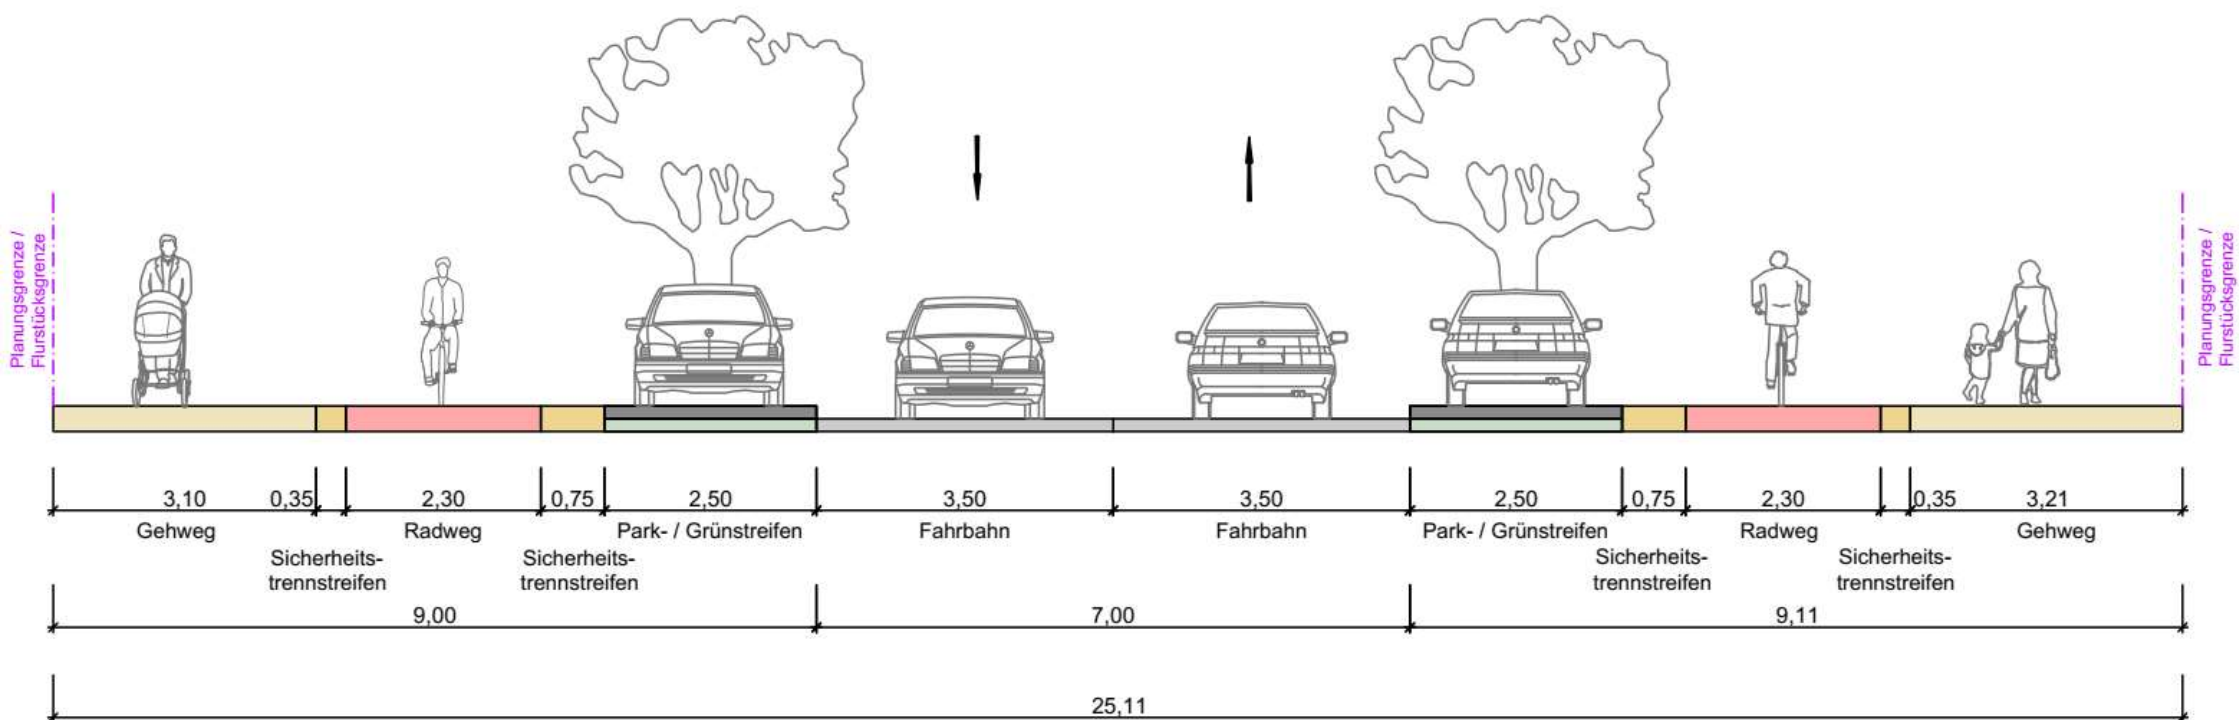 Planungsgrenze /
Flurstücksgrenze
Planungsgrenze /
Flurstücksgrenze
3,10 0,35 2,30 0,75 2,50 3,50 3,50 2,50 0,75 2,30 0,35 3,21
Gehweg Radweg Park- / Grünstreifen Fahrbahn Fahrbahn Park- / Grünstreifen Radweg Gehweg
Sicherheits- Sicherheits- Sicherheits- Sicherheits-
trennstreifen trennstreifen trennstreifen trennstreifen
9,00 7,00 9,11
25,11